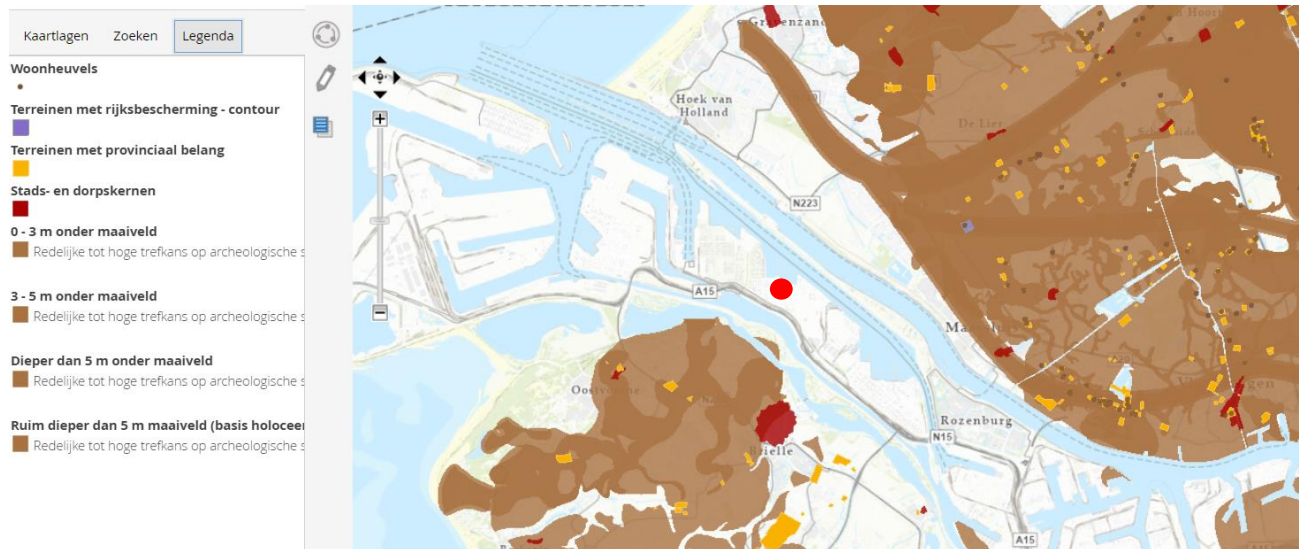 Kaartlagen Zoeken Legenda
Woonheuvels
Terreinen met rijksbescherming - contour
Terreinen met provinciaal belang
Stads- en dorpskernen
0 - 3 m onder maaiveld
Redelijke tot hoge trefkans op archeologische s
3 - 5 m onder maaiveld
Redelijke tot hoge trefkans op archeologische s
Dieper dan 5 m onder maaiveld
Redelijke tot hoge trefkans op archeologische s
Ruim dieper dan 5 m maaiveld (basis holoceen
Redelijke tot hoge trefkans op archeologische s
Hoek van
Holland
De Lier
N223
A15
Rozenburg
Brielle
N15
A15